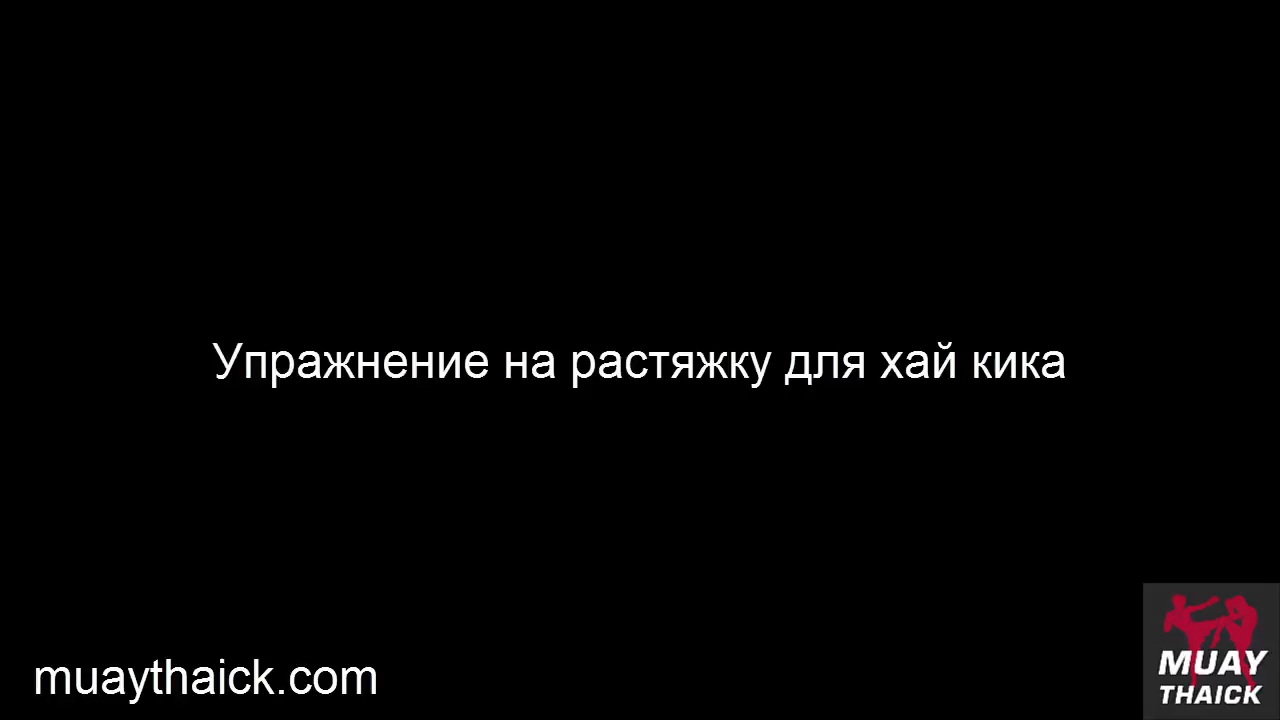 Упражнение на растяжку для хай кика
muaythaick.com
MUAY
THAICK